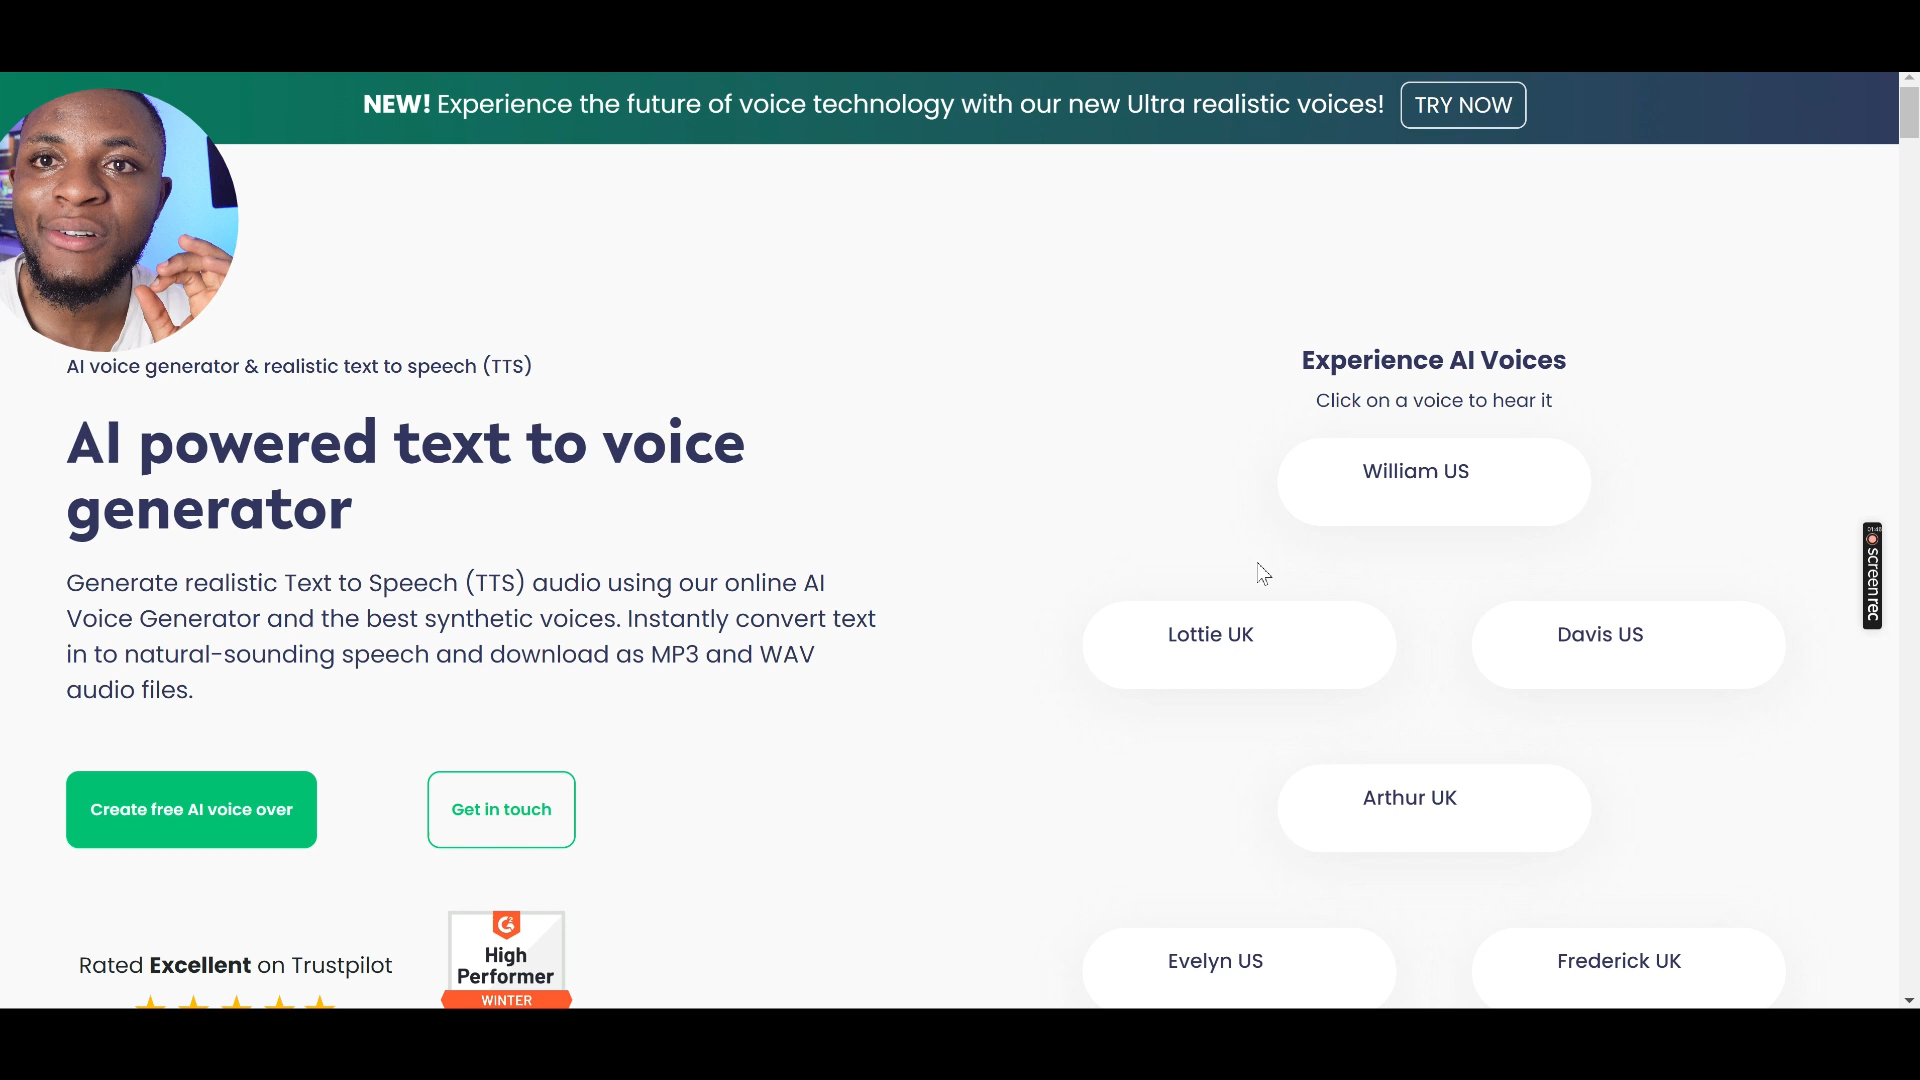 NEW! Experience the future of voice technology with our new Ultra realistic voices!
TRY NOW
AI voice generator & realistic text to speech (TTS)
AI powered text to voice
generator
Generate realistic Text to Speech (TTS) audio using our online AI
Voice Generator and the best synthetic voices. Instantly convert text
in to natural-sounding speech and download as MP3 and WAV
audio files.
Create free AI voice over
Get in touch
Rated Excellent on Trustpilot
G2
High
Performer
WINTER
Experience AI Voices
Click on a voice to hear it
William US
Lottie UK
Davis US
Arthur UK
Evelyn US
Frederick UK
screenrec